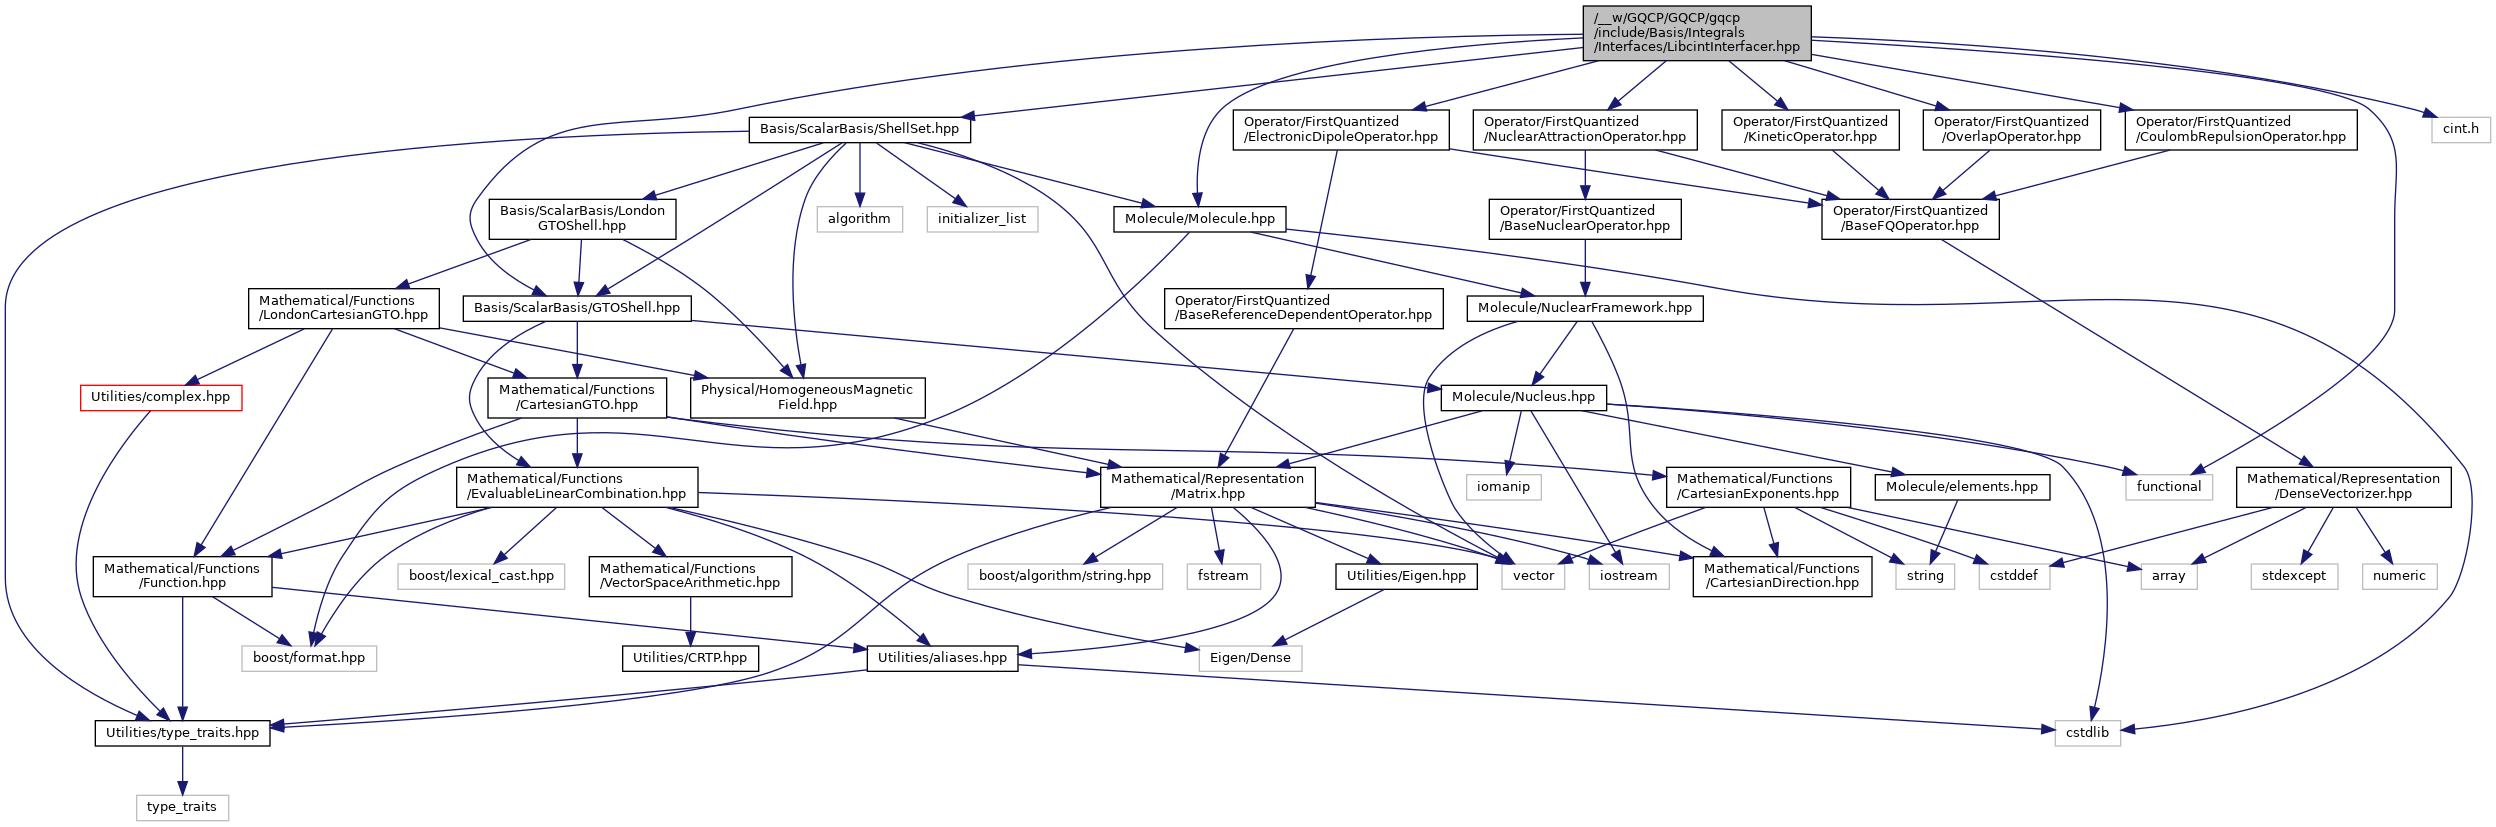 /__w/GQCP/GQCP/gqcp
/include/Basis/Integrals
/Interfaces/LibcintInterfacer.hpp
Basis/ScalarBasis/ShellSet.hpp
Operator/FirstQuantized
/ElectronicDipoleOperator.hpp
Operator/FirstQuantized
/NuclearAttractionOperator.hpp
Operator/FirstQuantized
/KineticOperator.hpp
Operator/FirstQuantized
/OverlapOperator.hpp
Operator/FirstQuantized
/CoulombRepulsionOperator.hpp
cint.h
Basis/ScalarBasis/London
GTOShell.hpp
algorithm
initializer_list
Molecule/Molecule.hpp
Operator/FirstQuantized
/BaseNuclearOperator.hpp
Operator/FirstQuantized
/BaseFQOperator.hpp
Mathematical/Functions
/LondonCartesianGTO.hpp
Basis/ScalarBasis/GTOShell.hpp
Operator/FirstQuantized
/BaseReferenceDependentOperator.hpp
Molecule/NuclearFramework.hpp
Utilities/complex.hpp
Mathematical/Functions
/CartesianGTO.hpp
Physical/HomogeneousMagnetic
Field.hpp
Molecule/Nucleus.hpp
Mathematical/Functions
/EvaluableLinearCombination.hpp
Mathematical/Representation
/Matrix.hpp
iomanip
Mathematical/Functions
/CartesianExponents.hpp
Molecule/elements.hpp
functional
Mathematical/Representation
/DenseVectorizer.hpp
Mathematical/Functions
/Function.hpp
boost/lexical_cast.hpp
Mathematical/Functions
/VectorSpaceArithmetic.hpp
boost/algorithm/string.hpp
fstream
Utilities/Eigen.hpp
vector
iostream
Mathematical/Functions
/CartesianDirection.hpp
string
cstddef
array
stdexcept
numeric
boost/format.hpp
Utilities/CRTP.hpp
Utilities/aliases.hpp
Eigen/Dense
Utilities/type_traits.hpp
cstdlib
type_traits